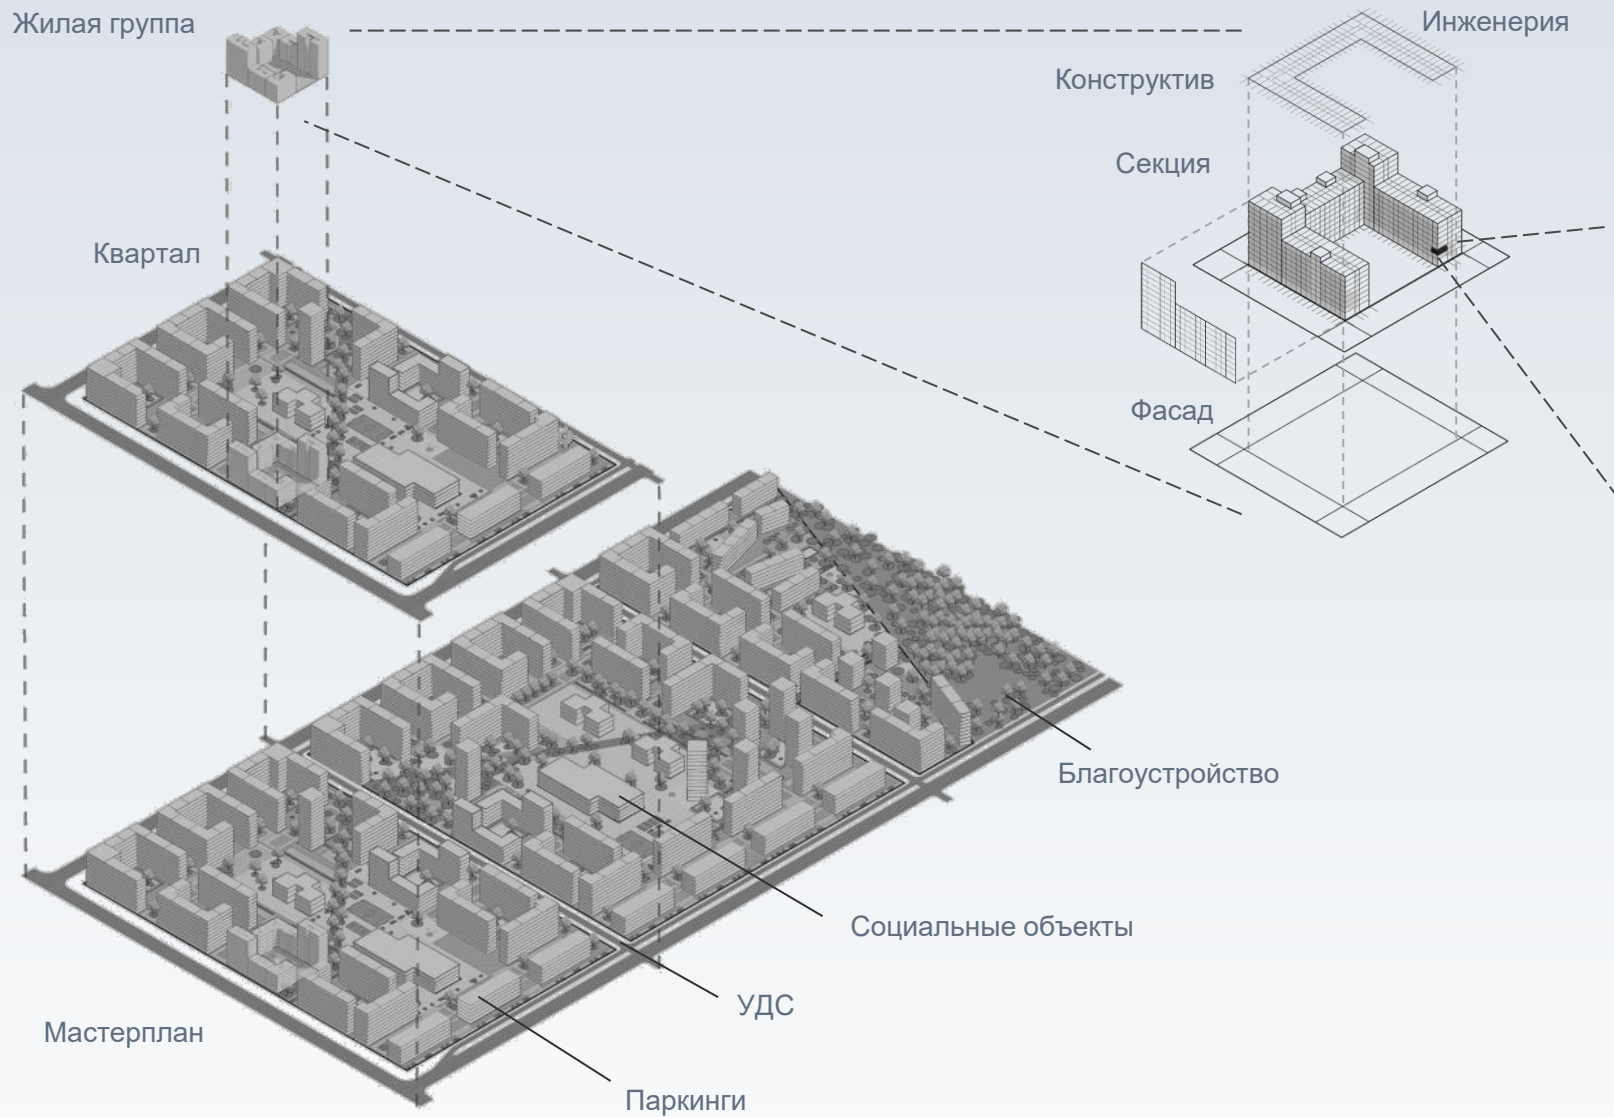 Жилая группа
Инженерия
Конструктив
Секция
Квартал
Фасад
Благоустройство
Социальные объекты
УДС
Мастерплан
Паркинги